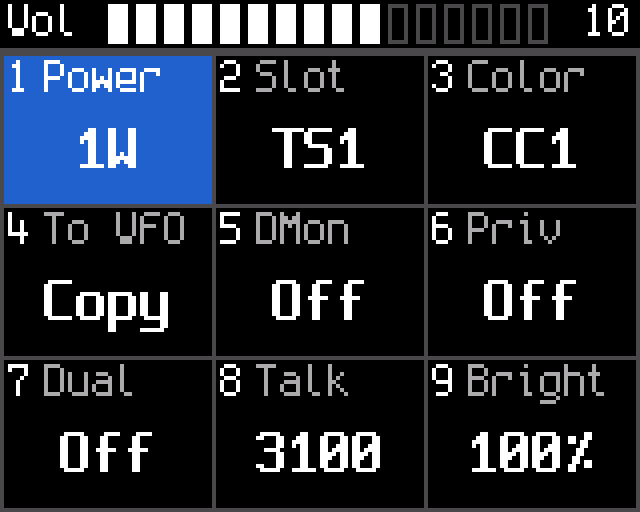 Vol 10
1 Power 2 Slot 3 Color
1W TS1 CC1
4 To VFO 5 DMon 6 Priv
Copy Off Off
7 Dual 8 Talk 9 Bright
Off 3100 100%